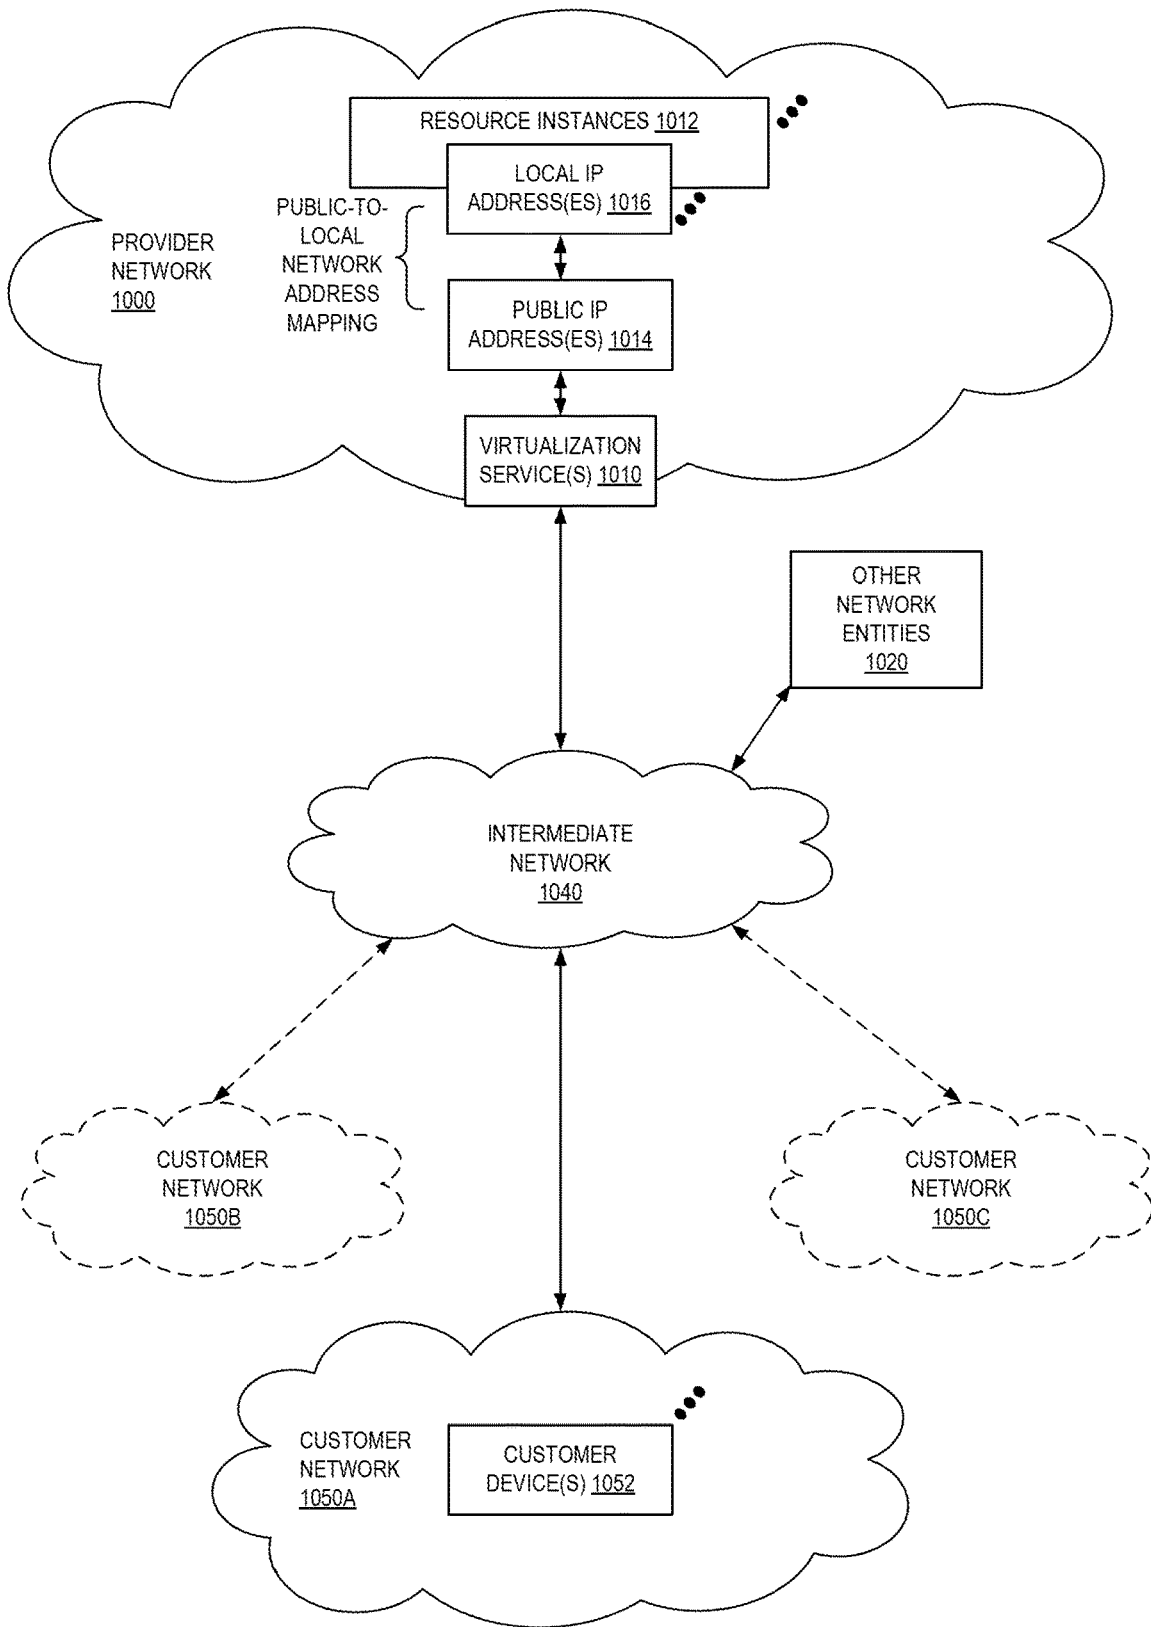 RESOURCE INSTANCES 1012
LOCAL IP
ADDRESS(ES) 1016
PUBLIC-TO-
LOCAL
NETWORK
ADDRESS
MAPPING
PROVIDER
NETWORK
1000
PUBLIC IP
ADDRESS(ES) 1014
VIRTUALIZATION
SERVICE(S) 1010
OTHER
NETWORK
ENTITIES
1020
INTERMEDIATE
NETWORK
1040
CUSTOMER
NETWORK
1050B
CUSTOMER
NETWORK
1050C
CUSTOMER
NETWORK
1050A
CUSTOMER
DEVICE(S) 1052